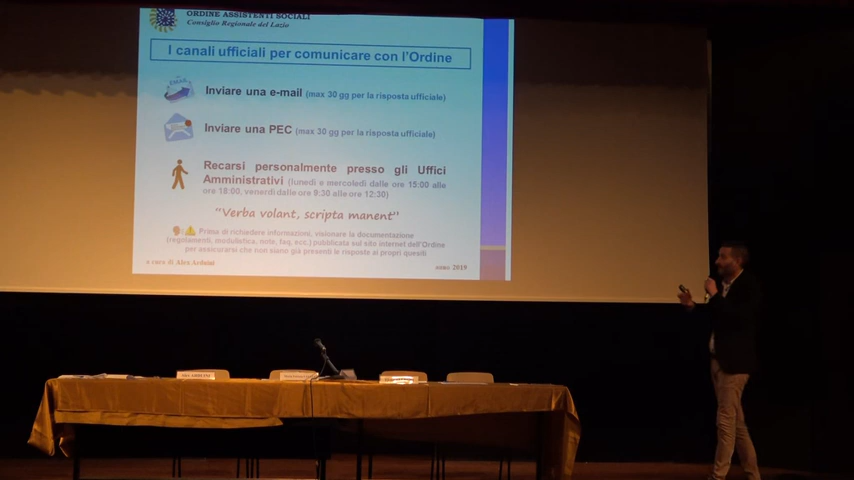 ORDINE ASSISTENTI SOCIALI
Consiglio Regionale del Lazio
I canali ufficiali per comunicare con l'Ordine
Inviare una e-mail (max 30 gg per la risposta ufficiale)
Inviare una PEC (max 30 gg per la risposta ufficiale)
Recarsi personalmente presso gli Uffici
Amministrativi (lunedì e mercoledì dalle ore 15:00 alle
ore 18:00, venerdì dalle ore 9:30 alle ore 12:30)
"Verba volant, scripta manent"
Prima di richiedere informazioni, visionare la documentazione
(regolamenti, modulistica, note, faq, ecc.) pubblicata sul sito internet dell'Ordine
per assicurarsi che non siano già presenti le risposte ai propri quesiti
a cura di Alex Arduini
anno 2019